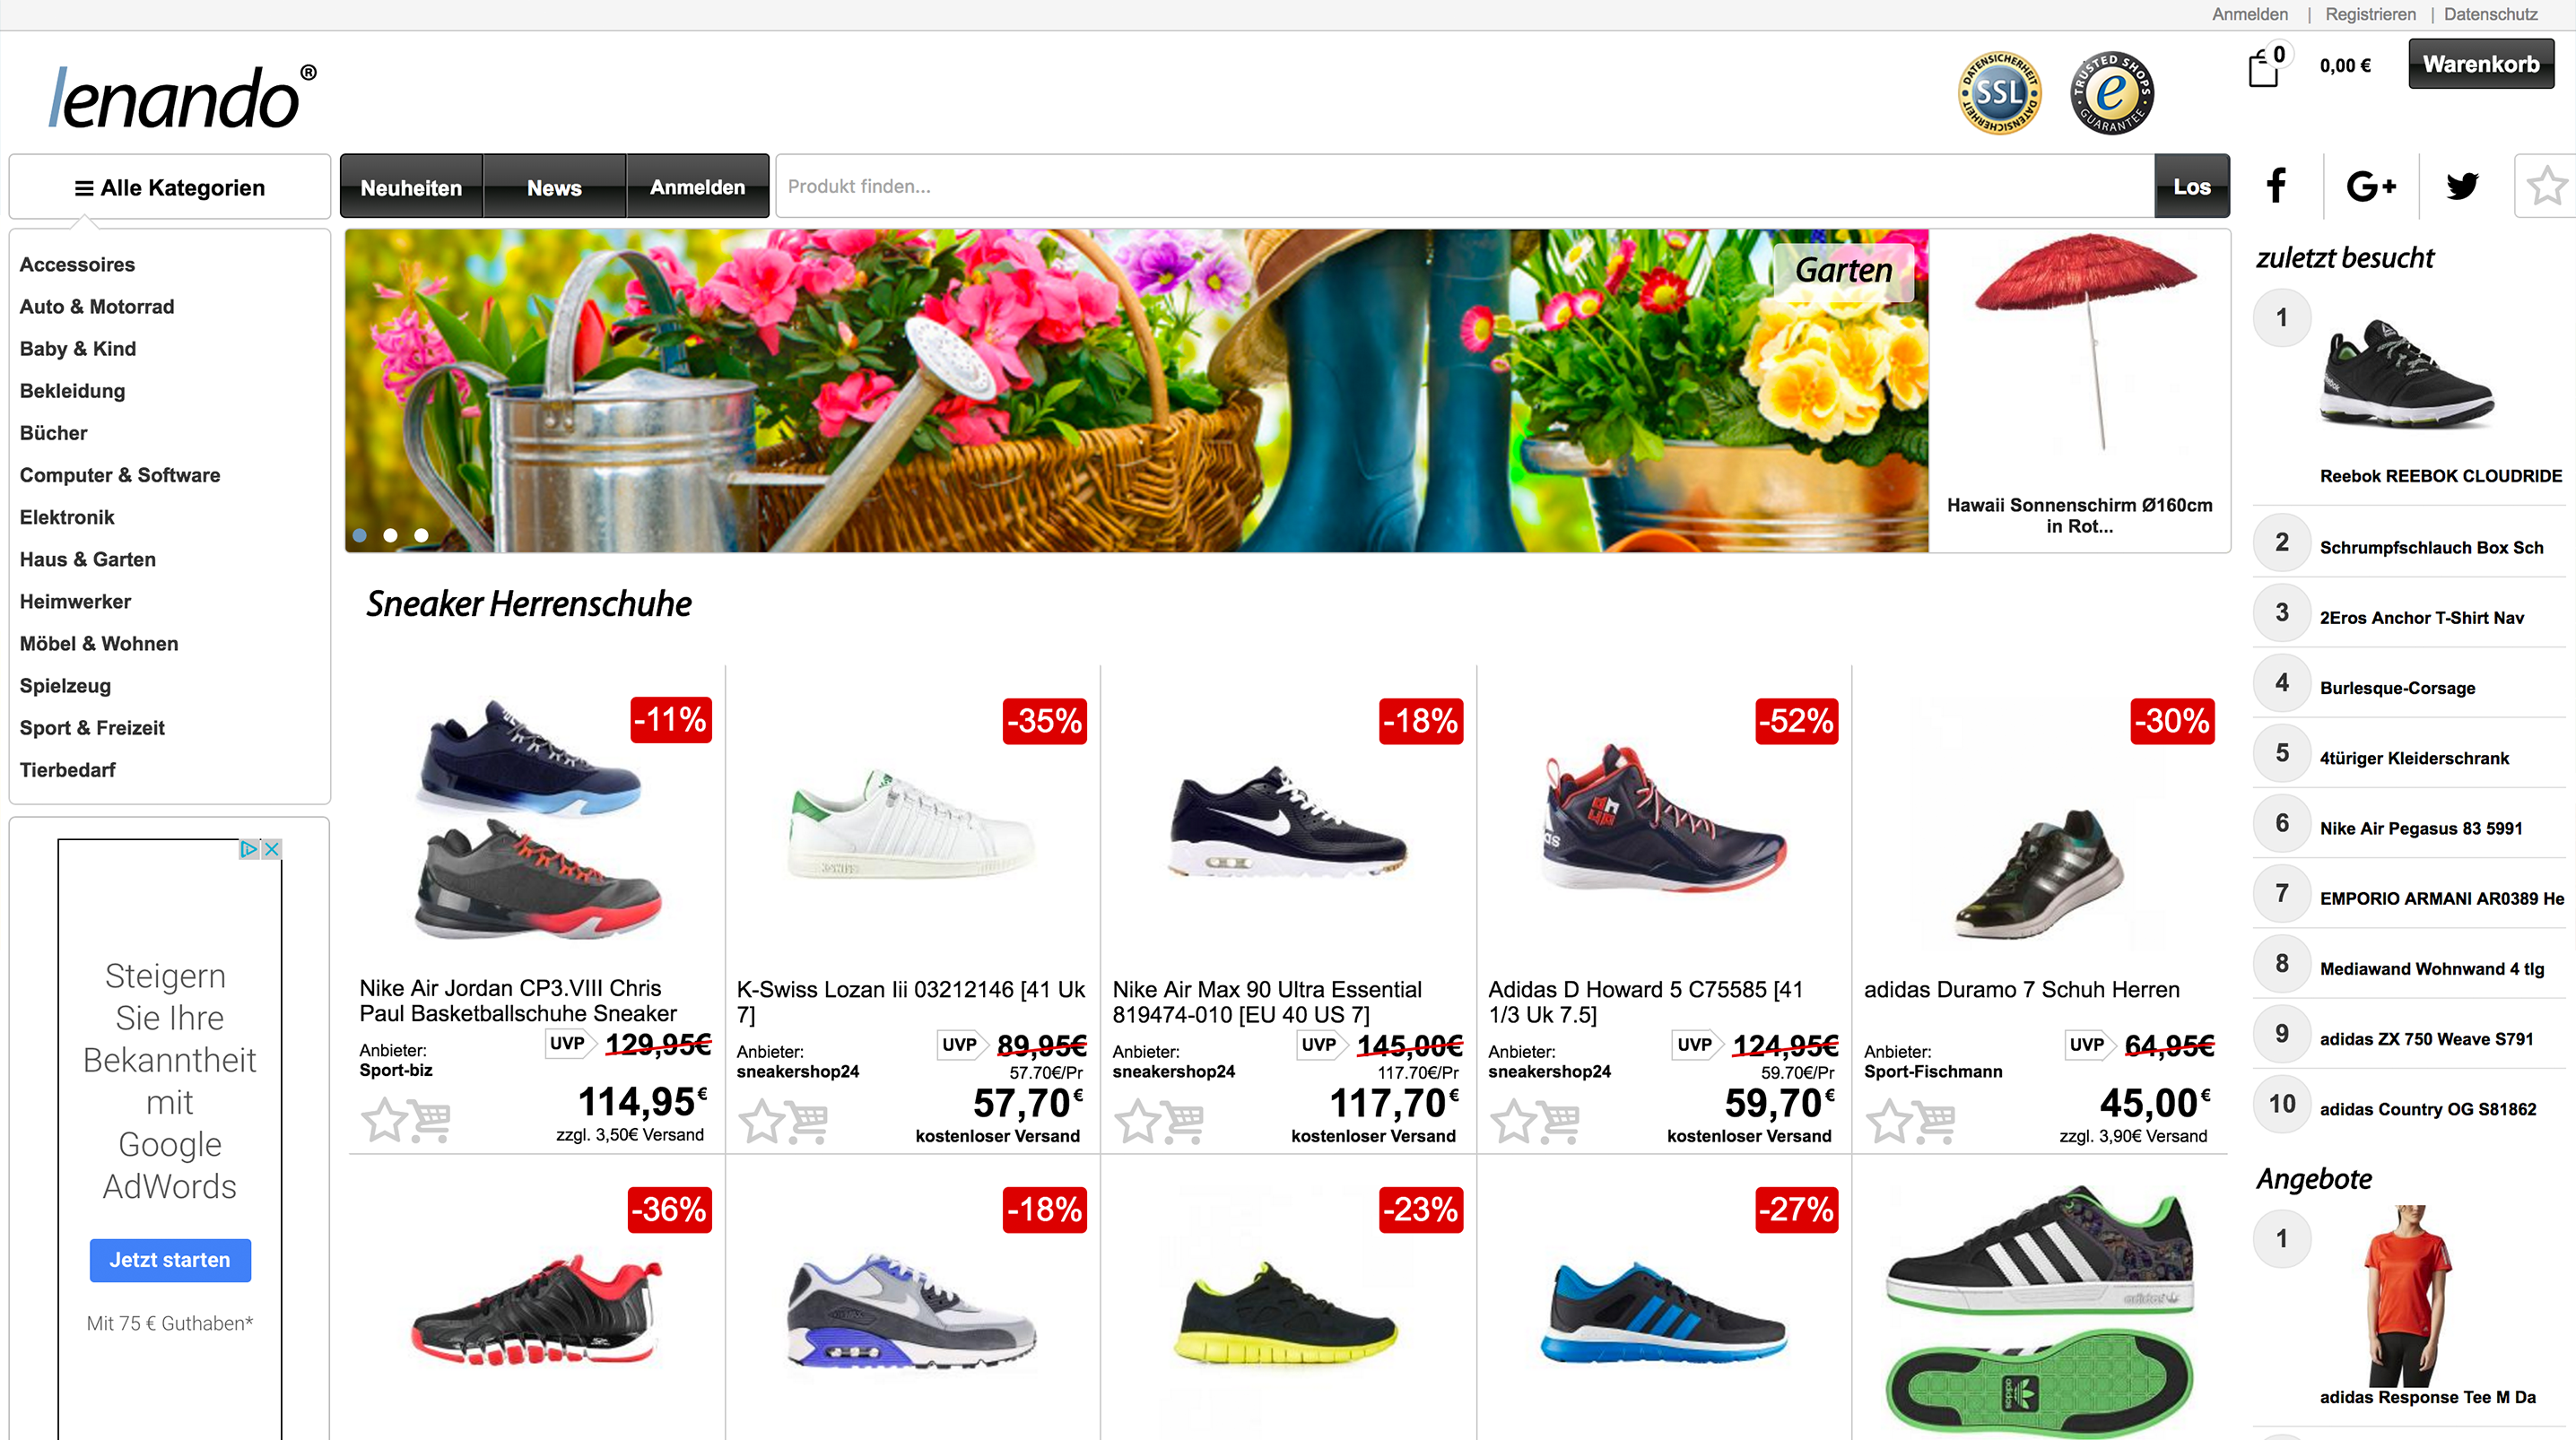 Anmelden | Registrieren | Datenschutz
lenando®
DATENSICHERHEIT SSL DATENSICHERHEIT
TRUSTED SHOPS e GUARANTEE
0
0,00 €
Warenkorb
Alle Kategorien
Neuheiten
News
Anmelden
Produkt finden...
Los
G+
Accessoires
Auto & Motorrad
Baby & Kind
Bekleidung
Bücher
Computer & Software
Elektronik
Haus & Garten
Heimwerker
Möbel & Wohnen
Spielzeug
Sport & Freizeit
Tierbedarf
Steigern
Sie Ihre
Bekanntheit
mit
Google
AdWords
Jetzt starten
Mit 75 € Guthaben*
Garten
Hawaii Sonnenschirm Ø160cm
in Rot...
Sneaker Herrenschuhe
-11%
Nike Air Jordan CP3.VIII Chris
Paul Basketballschuhe Sneaker
UVP 129,95€
Anbieter:
Sport-biz
114,95€
zzgl. 3,50€ Versand
-35%
K-Swiss Lozan Iii 03212146 [41 Uk
7]
UVP 89,95€
Anbieter:
sneakershop24
57.70€/Pr
57,70€
kostenloser Versand
-18%
Nike Air Max 90 Ultra Essential
819474-010 [EU 40 US 7]
UVP 145,00€
Anbieter:
sneakershop24
117.70€/Pr
117,70€
kostenloser Versand
-52%
Adidas D Howard 5 C75585 [41
1/3 Uk 7.5]
UVP 124,95€
Anbieter:
sneakershop24
59.70€/Pr
59,70€
kostenloser Versand
-30%
adidas Duramo 7 Schuh Herren
UVP 64,95€
Anbieter:
Sport-Fischmann
45,00€
zzgl. 3,90€ Versand
-36%
-18%
-23%
-27%
adidas
adidas
zuletzt besucht
1
Reebok REEBOK CLOUDRIDE
2 Schrumpfschlauch Box Sch
3 2Eros Anchor T-Shirt Nav
4 Burlesque-Corsage
5 4türiger Kleiderschrank
6 Nike Air Pegasus 83 5991
7 EMPORIO ARMANI AR0389 He
8 Mediawand Wohnwand 4 tlg
9 adidas ZX 750 Weave S791
10 adidas Country OG S81862
Angebote
1
adidas Response Tee M Da